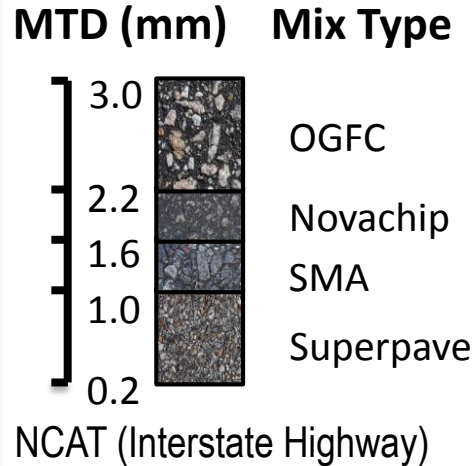 MTD (mm) Mix Type
3.0
OGFC
2.2
Novachip
1.6
SMA
1.0
Superpave
0.2
NCAT (Interstate Highway)